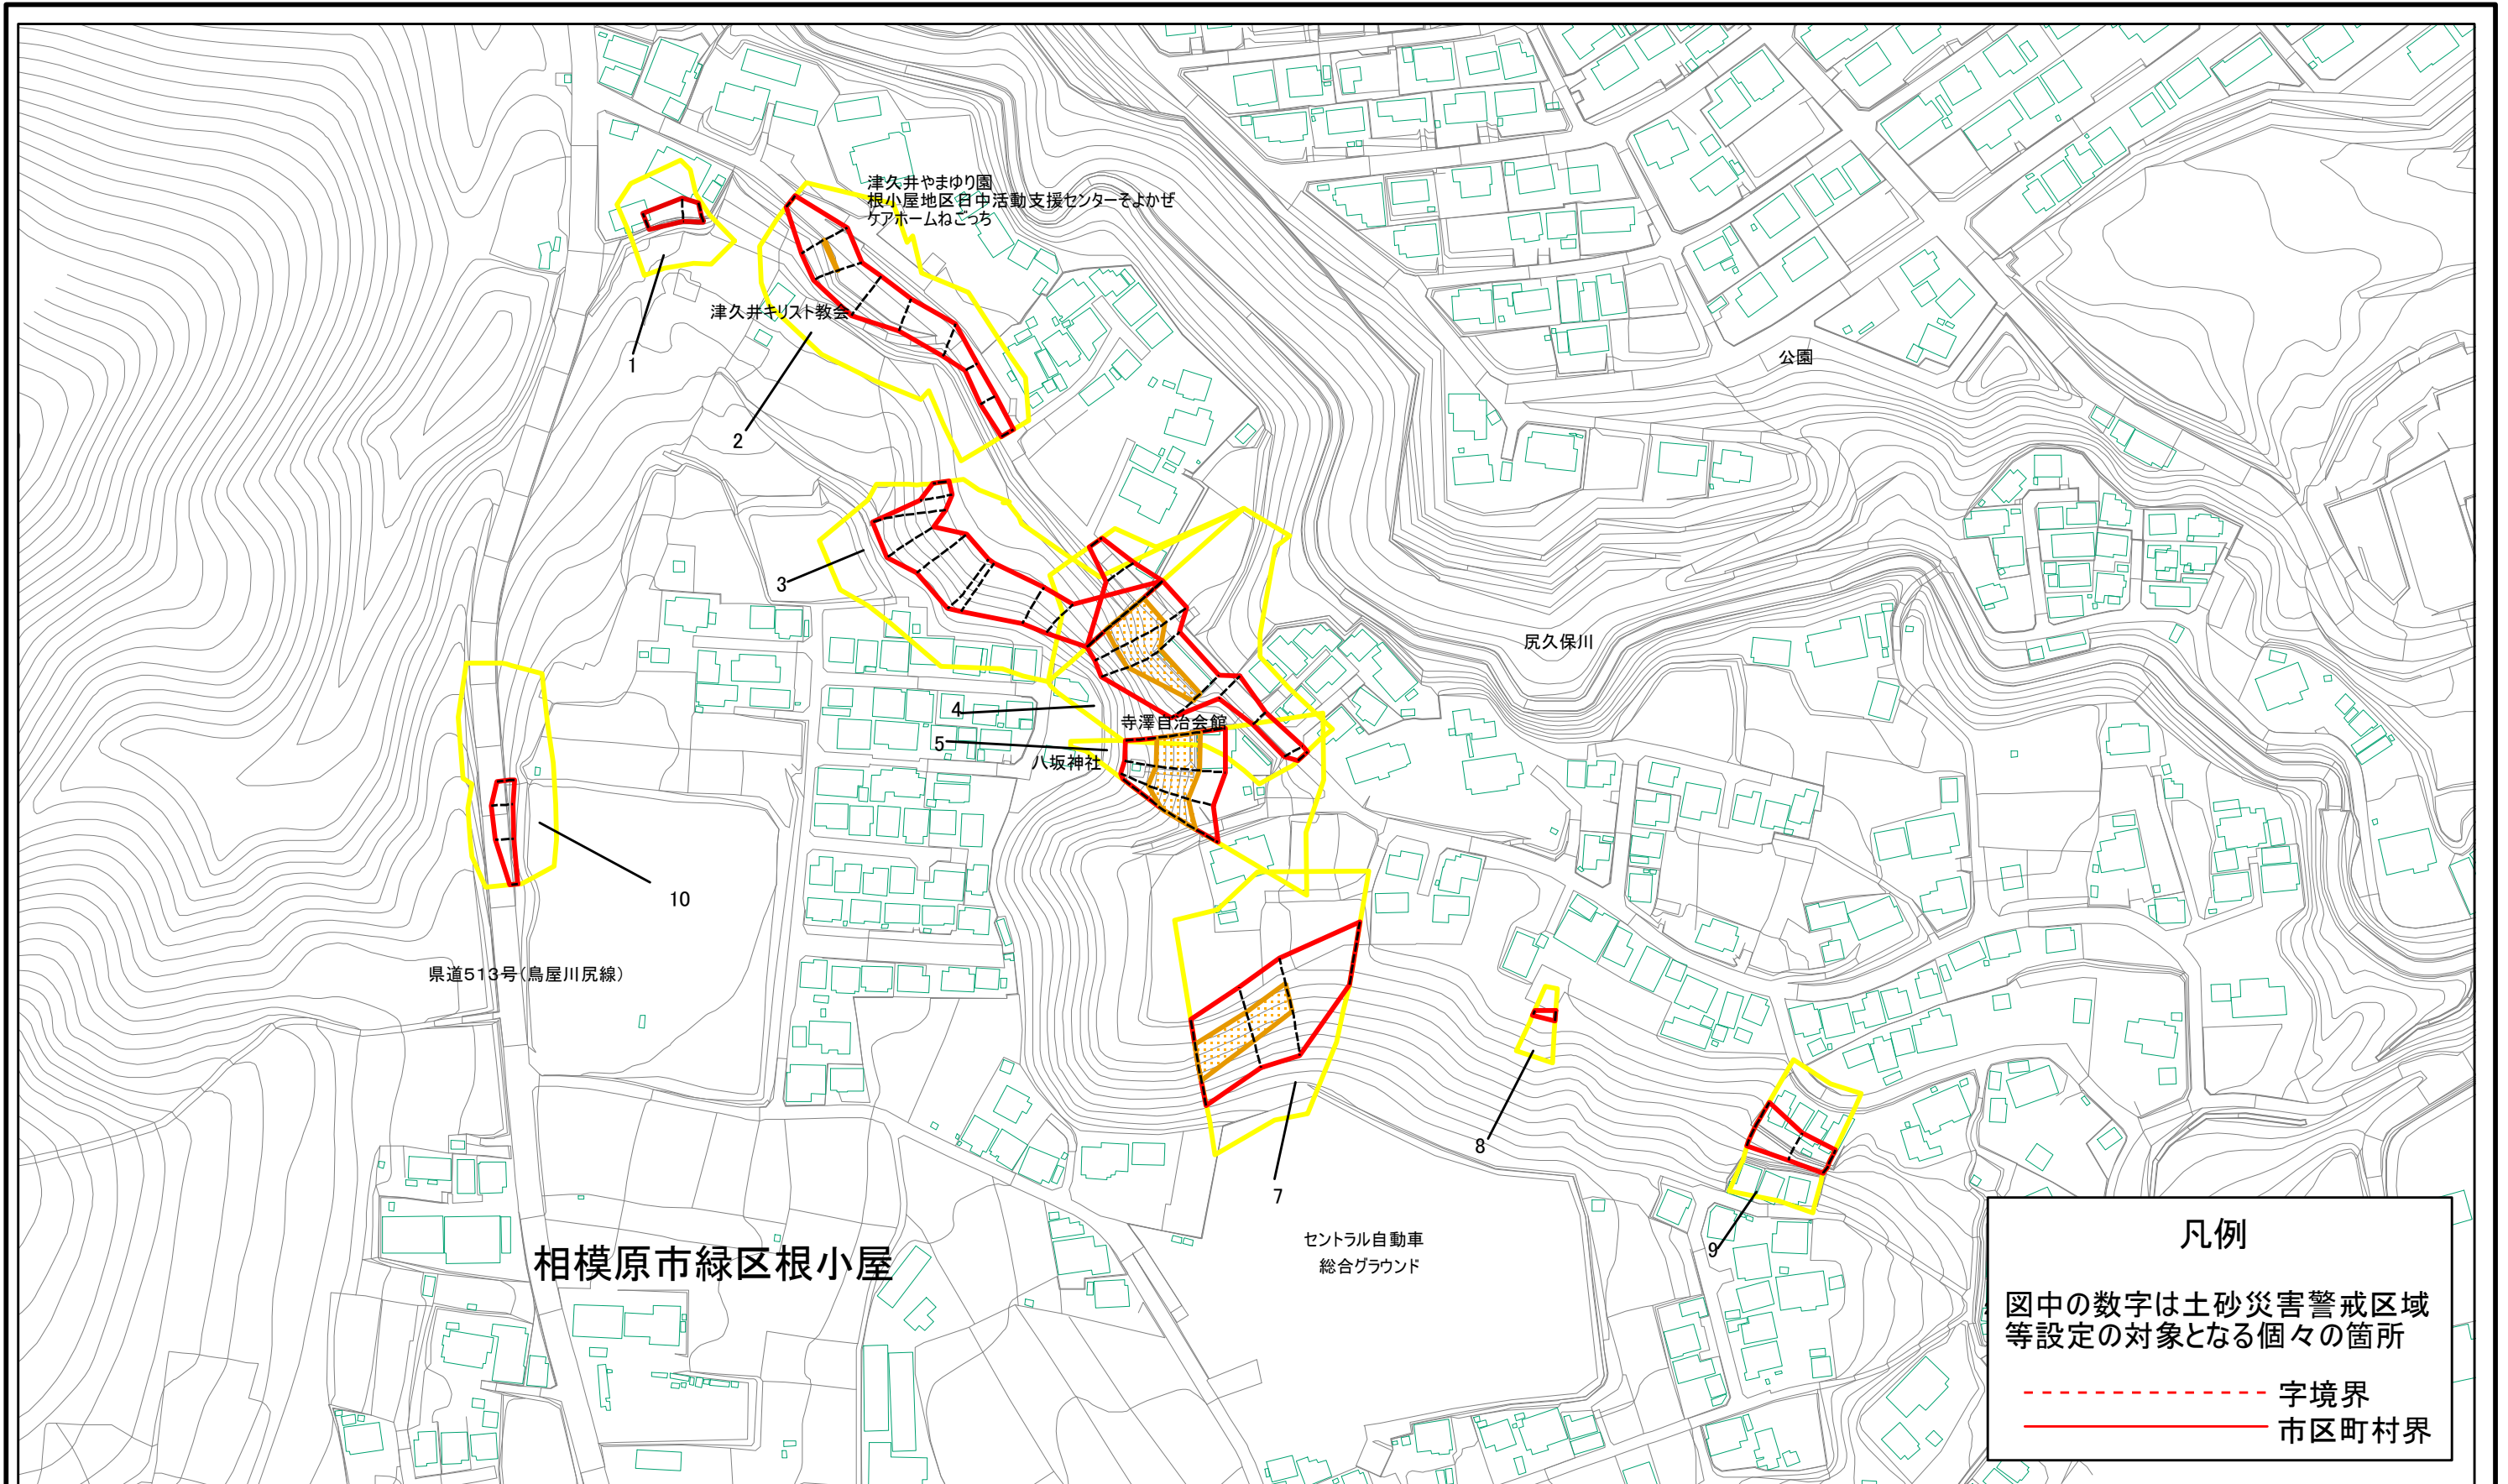 津久井やまゆり園
根小屋地区日中活動支援センターそよかぜ
ケアホームねごっち
津久井キリスト教会
1
2
公園
3
尻久保川
4
寺澤自治会館
5
八坂神社
10
県道513号(鳥屋川尻線)
8
7
9
セントラル自動車
総合グラウンド
相模原市緑区根小屋
凡例
図中の数字は土砂災害警戒区域
等設定の対象となる個々の箇所
字境界
市区町村界